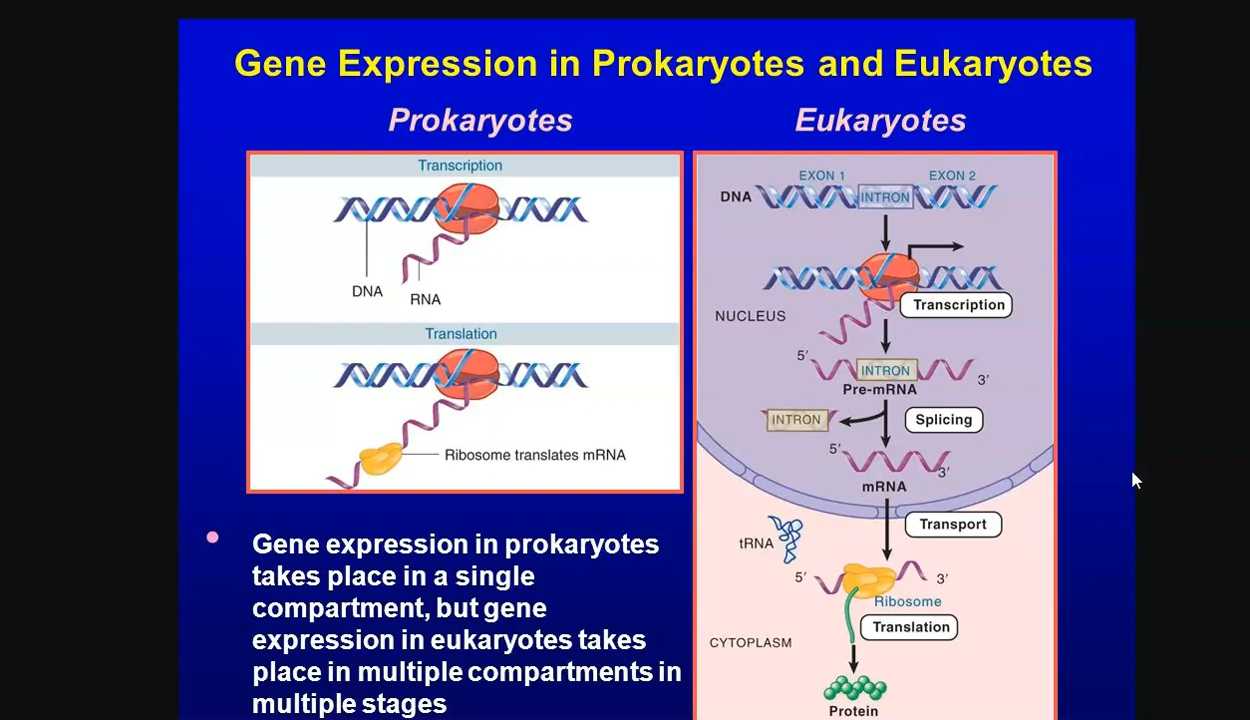 Gene Expression in Prokaryotes and Eukaryotes
Prokaryotes
Transcription
DNA
RNA
Translation
Ribosome translates mRNA
• Gene expression in prokaryotes
takes place in a single
compartment, but gene
expression in eukaryotes takes
place in multiple compartments in
multiple stages
Eukaryotes
EXON 1 EXON 2
DNA INTRON
Transcription
NUCLEUS
5′ INTRON 3′
Pre-mRNA
INTRON Splicing
5′ 3′
mRNA
Transport
tRNA
5′ 3′
Ribosome
Translation
CYTOPLASM
Protein